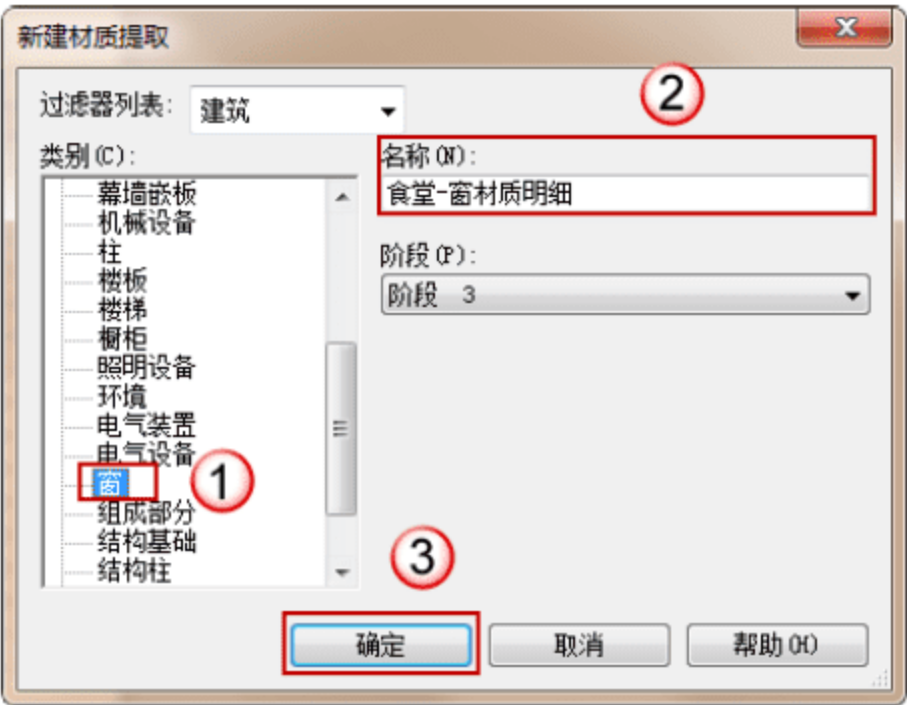 新建材质提取
过滤器列表: 建筑
②
类别(C):
名称(N):
幕墙嵌板
食堂-窗材质明细
机械设备
柱
阶段(P):
楼板
阶段 3
楼梯
橱柜
照明设备
环境
电气装置
电气设备
窗
①
组成部分
结构基础
③
结构柱
确定
取消
帮助(H)